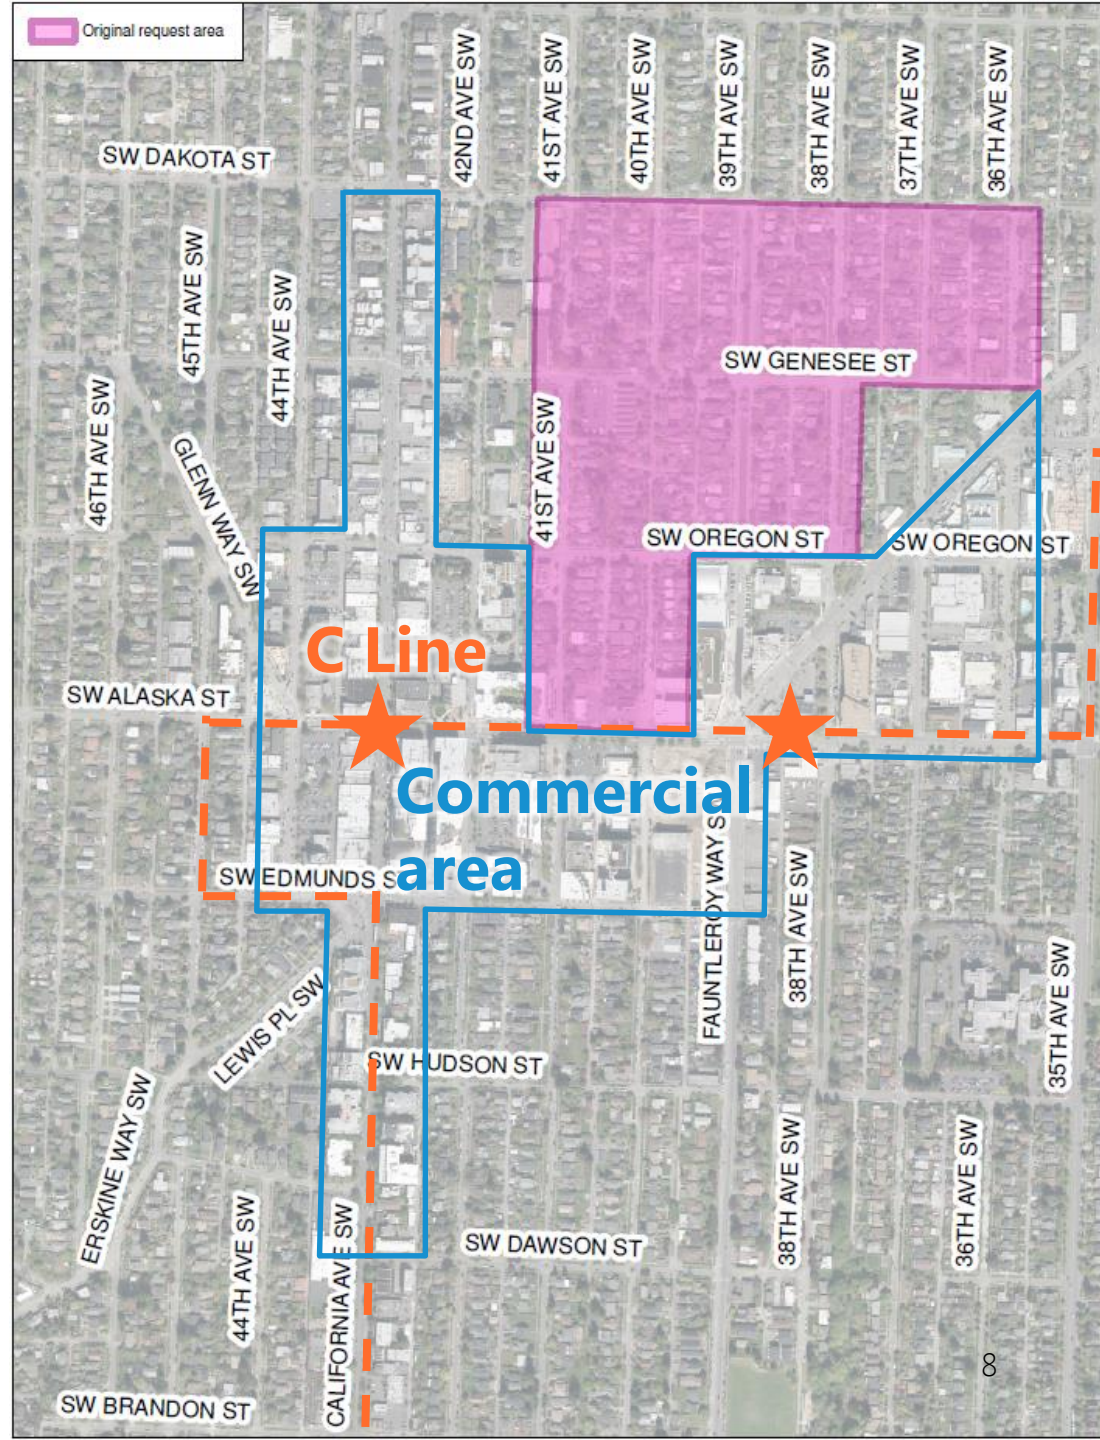 Original request area
42ND AVE SW
41ST AVE SW
40TH AVE SW
39TH AVE SW
38TH AVE SW
37TH AVE SW
36TH AVE SW
SW DAKOTA ST
45TH AVE SW
44TH AVE SW
SW GENESEE ST
46TH AVE SW
41ST AVE SW
GLENN WAY SW
SW OREGON ST
SW OREGON ST
C Line
SW ALASKA ST
Commercial
area
SW EDMUNDS S
FAUNTLEROY WAY S
38TH AVE SW
35TH AVE SW
LEWIS PL SW
SW HUDSON ST
ERSKINE WAY SW
38TH AVE SW
36TH AVE SW
44TH AVE SW
CALIFORNIA AVE SW
SW DAWSON ST
8
SW BRANDON ST